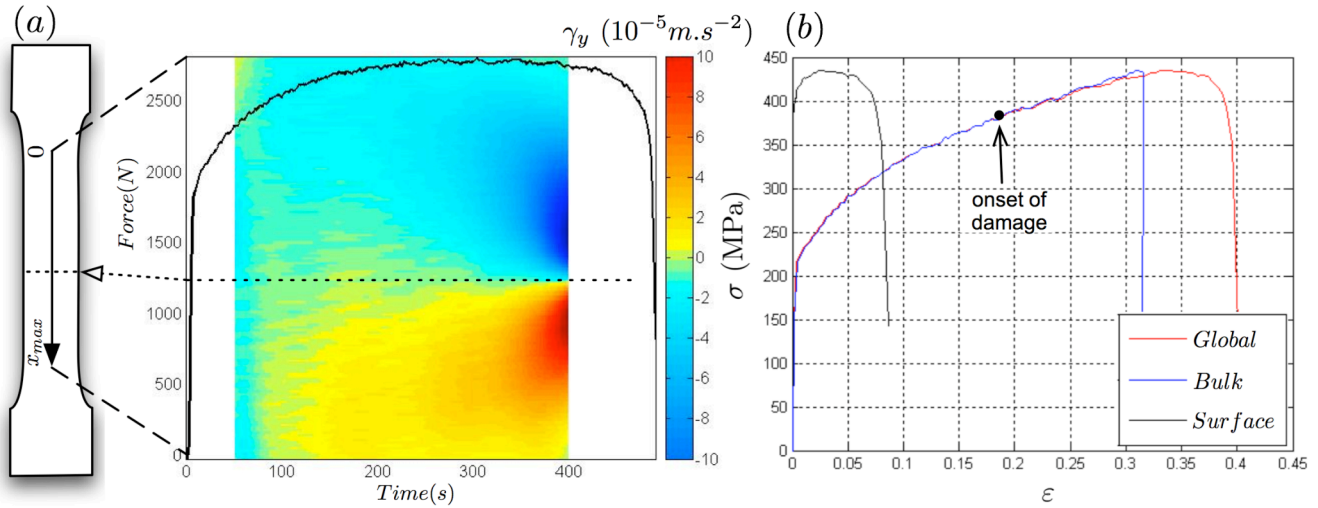 (a)
γ_y (10^{-5} m.s^{-2})
(b)
0
x_max
Force(N)
2500
2000
1500
1000
500
0
0 100 200 300 400
Time(s)
10
8
6
4
2
0
-2
-4
-6
-8
-10
σ (MPa)
450
400
350
300
250
200
150
100
50
0
onset of
damage
Global
Bulk
Surface
0 0.05 0.1 0.15 0.2 0.25 0.3 0.35 0.4 0.45
ε